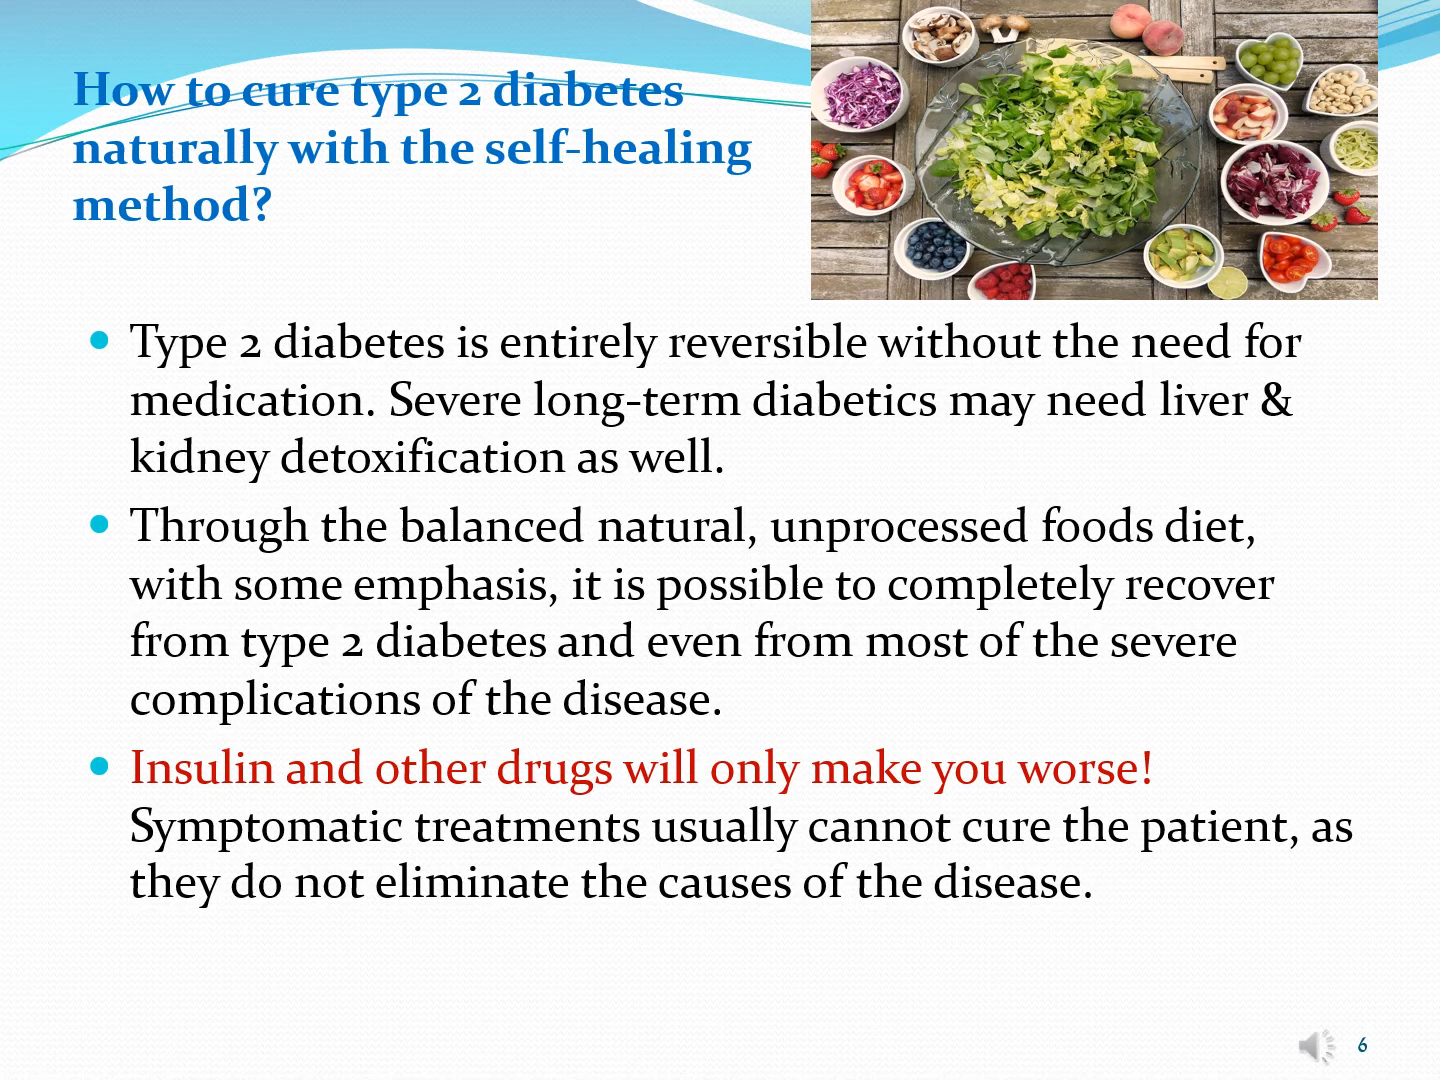 How to cure type 2 diabetes
naturally with the self-healing
method?
• Type 2 diabetes is entirely reversible without the need for
medication. Severe long-term diabetics may need liver &
kidney detoxification as well.
• Through the balanced natural, unprocessed foods diet,
with some emphasis, it is possible to completely recover
from type 2 diabetes and even from most of the severe
complications of the disease.
• Insulin and other drugs will only make you worse!
Symptomatic treatments usually cannot cure the patient, as
they do not eliminate the causes of the disease.
6